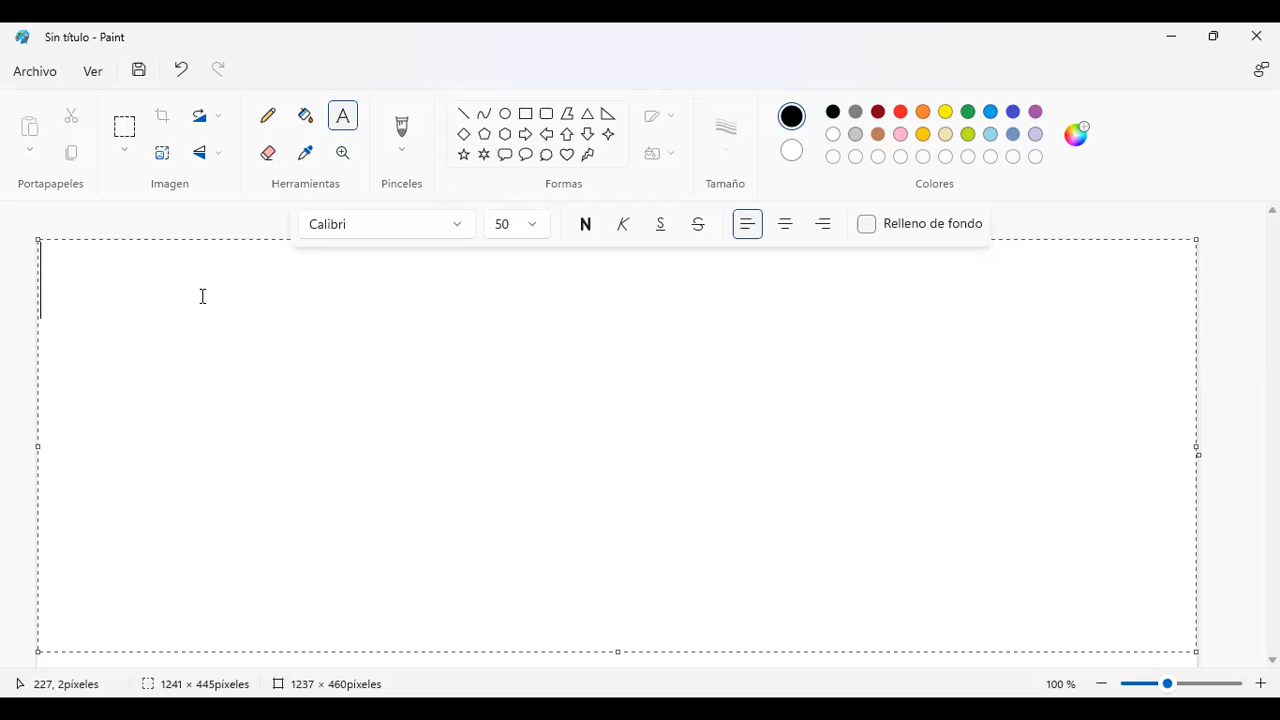 Sin título - Paint
Archivo Ver
A
Portapapeles Imagen Herramientas Pinceles Formas Tamaño Colores
Calibri 50 N K S S Relleno de fondo
227, 2píxeles 1241 × 445píxeles 1237 × 460píxeles 100 %